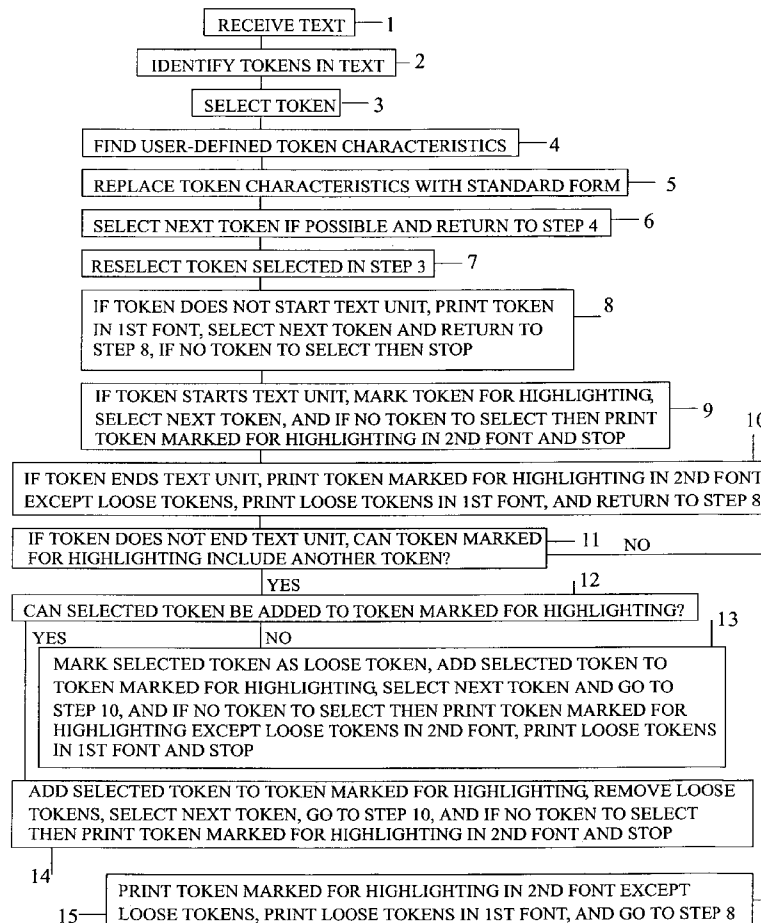 RECEIVE TEXT 1
IDENTIFY TOKENS IN TEXT 2
SELECT TOKEN 3
FIND USER-DEFINED TOKEN CHARACTERISTICS 4
REPLACE TOKEN CHARACTERISTICS WITH STANDARD FORM 5
SELECT NEXT TOKEN IF POSSIBLE AND RETURN TO STEP 4 6
RESELECT TOKEN SELECTED IN STEP 3 7
IF TOKEN DOES NOT START TEXT UNIT, PRINT TOKEN 8
IN 1ST FONT, SELECT NEXT TOKEN AND RETURN TO
STEP 8, IF NO TOKEN TO SELECT THEN STOP
IF TOKEN STARTS TEXT UNIT, MARK TOKEN FOR HIGHLIGHTING,
SELECT NEXT TOKEN, AND IF NO TOKEN TO SELECT THEN PRINT 9
TOKEN MARKED FOR HIGHLIGHTING IN 2ND FONT AND STOP
10
IF TOKEN ENDS TEXT UNIT, PRINT TOKEN MARKED FOR HIGHLIGHTING IN 2ND FONT
EXCEPT LOOSE TOKENS, PRINT LOOSE TOKENS IN 1ST FONT, AND RETURN TO STEP 8
IF TOKEN DOES NOT END TEXT UNIT, CAN TOKEN MARKED 11 NO
FOR HIGHLIGHTING INCLUDE ANOTHER TOKEN?
YES 12
CAN SELECTED TOKEN BE ADDED TO TOKEN MARKED FOR HIGHLIGHTING?
13
YES NO
MARK SELECTED TOKEN AS LOOSE TOKEN, ADD SELECTED TOKEN TO
TOKEN MARKED FOR HIGHLIGHTING, SELECT NEXT TOKEN AND GO TO
STEP 10, AND IF NO TOKEN TO SELECT THEN PRINT TOKEN MARKED FOR
HIGHLIGHTING EXCEPT LOOSE TOKENS IN 2ND FONT, PRINT LOOSE TOKENS
IN 1ST FONT AND STOP
ADD SELECTED TOKEN TO TOKEN MARKED FOR HIGHLIGHTING, REMOVE LOOSE
TOKENS, SELECT NEXT TOKEN, GO TO STEP 10, AND IF NO TOKEN TO SELECT
THEN PRINT TOKEN MARKED FOR HIGHLIGHTING IN 2ND FONT AND STOP
14
PRINT TOKEN MARKED FOR HIGHLIGHTING IN 2ND FONT EXCEPT
15 LOOSE TOKENS, PRINT LOOSE TOKENS IN 1ST FONT, AND GO TO STEP 8